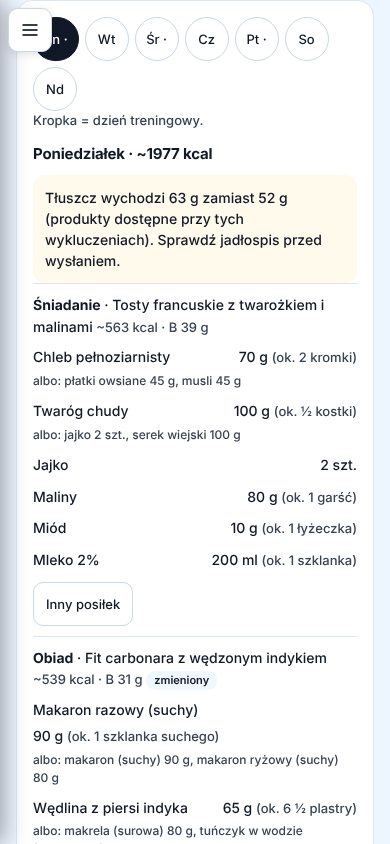 n ·
Wt
Śr ·
Cz
Pt ·
So
Nd
Kropka = dzień treningowy.
Poniedziałek · ~1977 kcal
Tłuszcz wychodzi 63 g zamiast 52 g
(produkty dostępne przy tych
wykluczeniach). Sprawdź jadłospis przed
wysłaniem.
Śniadanie · Tosty francuskie z twarożkiem i
malinami ~563 kcal · B 39 g
Chleb pełnoziarnisty 70 g (ok. 2 kromki)
albo: płatki owsiane 45 g, musli 45 g
Twaróg chudy 100 g (ok. ½ kostki)
albo: jajko 2 szt., serek wiejski 100 g
Jajko 2 szt.
Maliny 80 g (ok. 1 garść)
Miód 10 g (ok. 1 łyżeczka)
Mleko 2% 200 ml (ok. 1 szklanka)
Inny posiłek
Obiad · Fit carbonara z wędzonym indykiem
~539 kcal · B 31 g zmieniony
Makaron razowy (suchy)
90 g (ok. 1 szklanka suchego)
albo: makaron (suchy) 90 g, makaron ryżowy (suchy)
80 g
Wędlina z piersi indyka 65 g (ok. 6 ½ plastry)
albo: makrela (surowa) 80 g, tuńczyk w wodzie